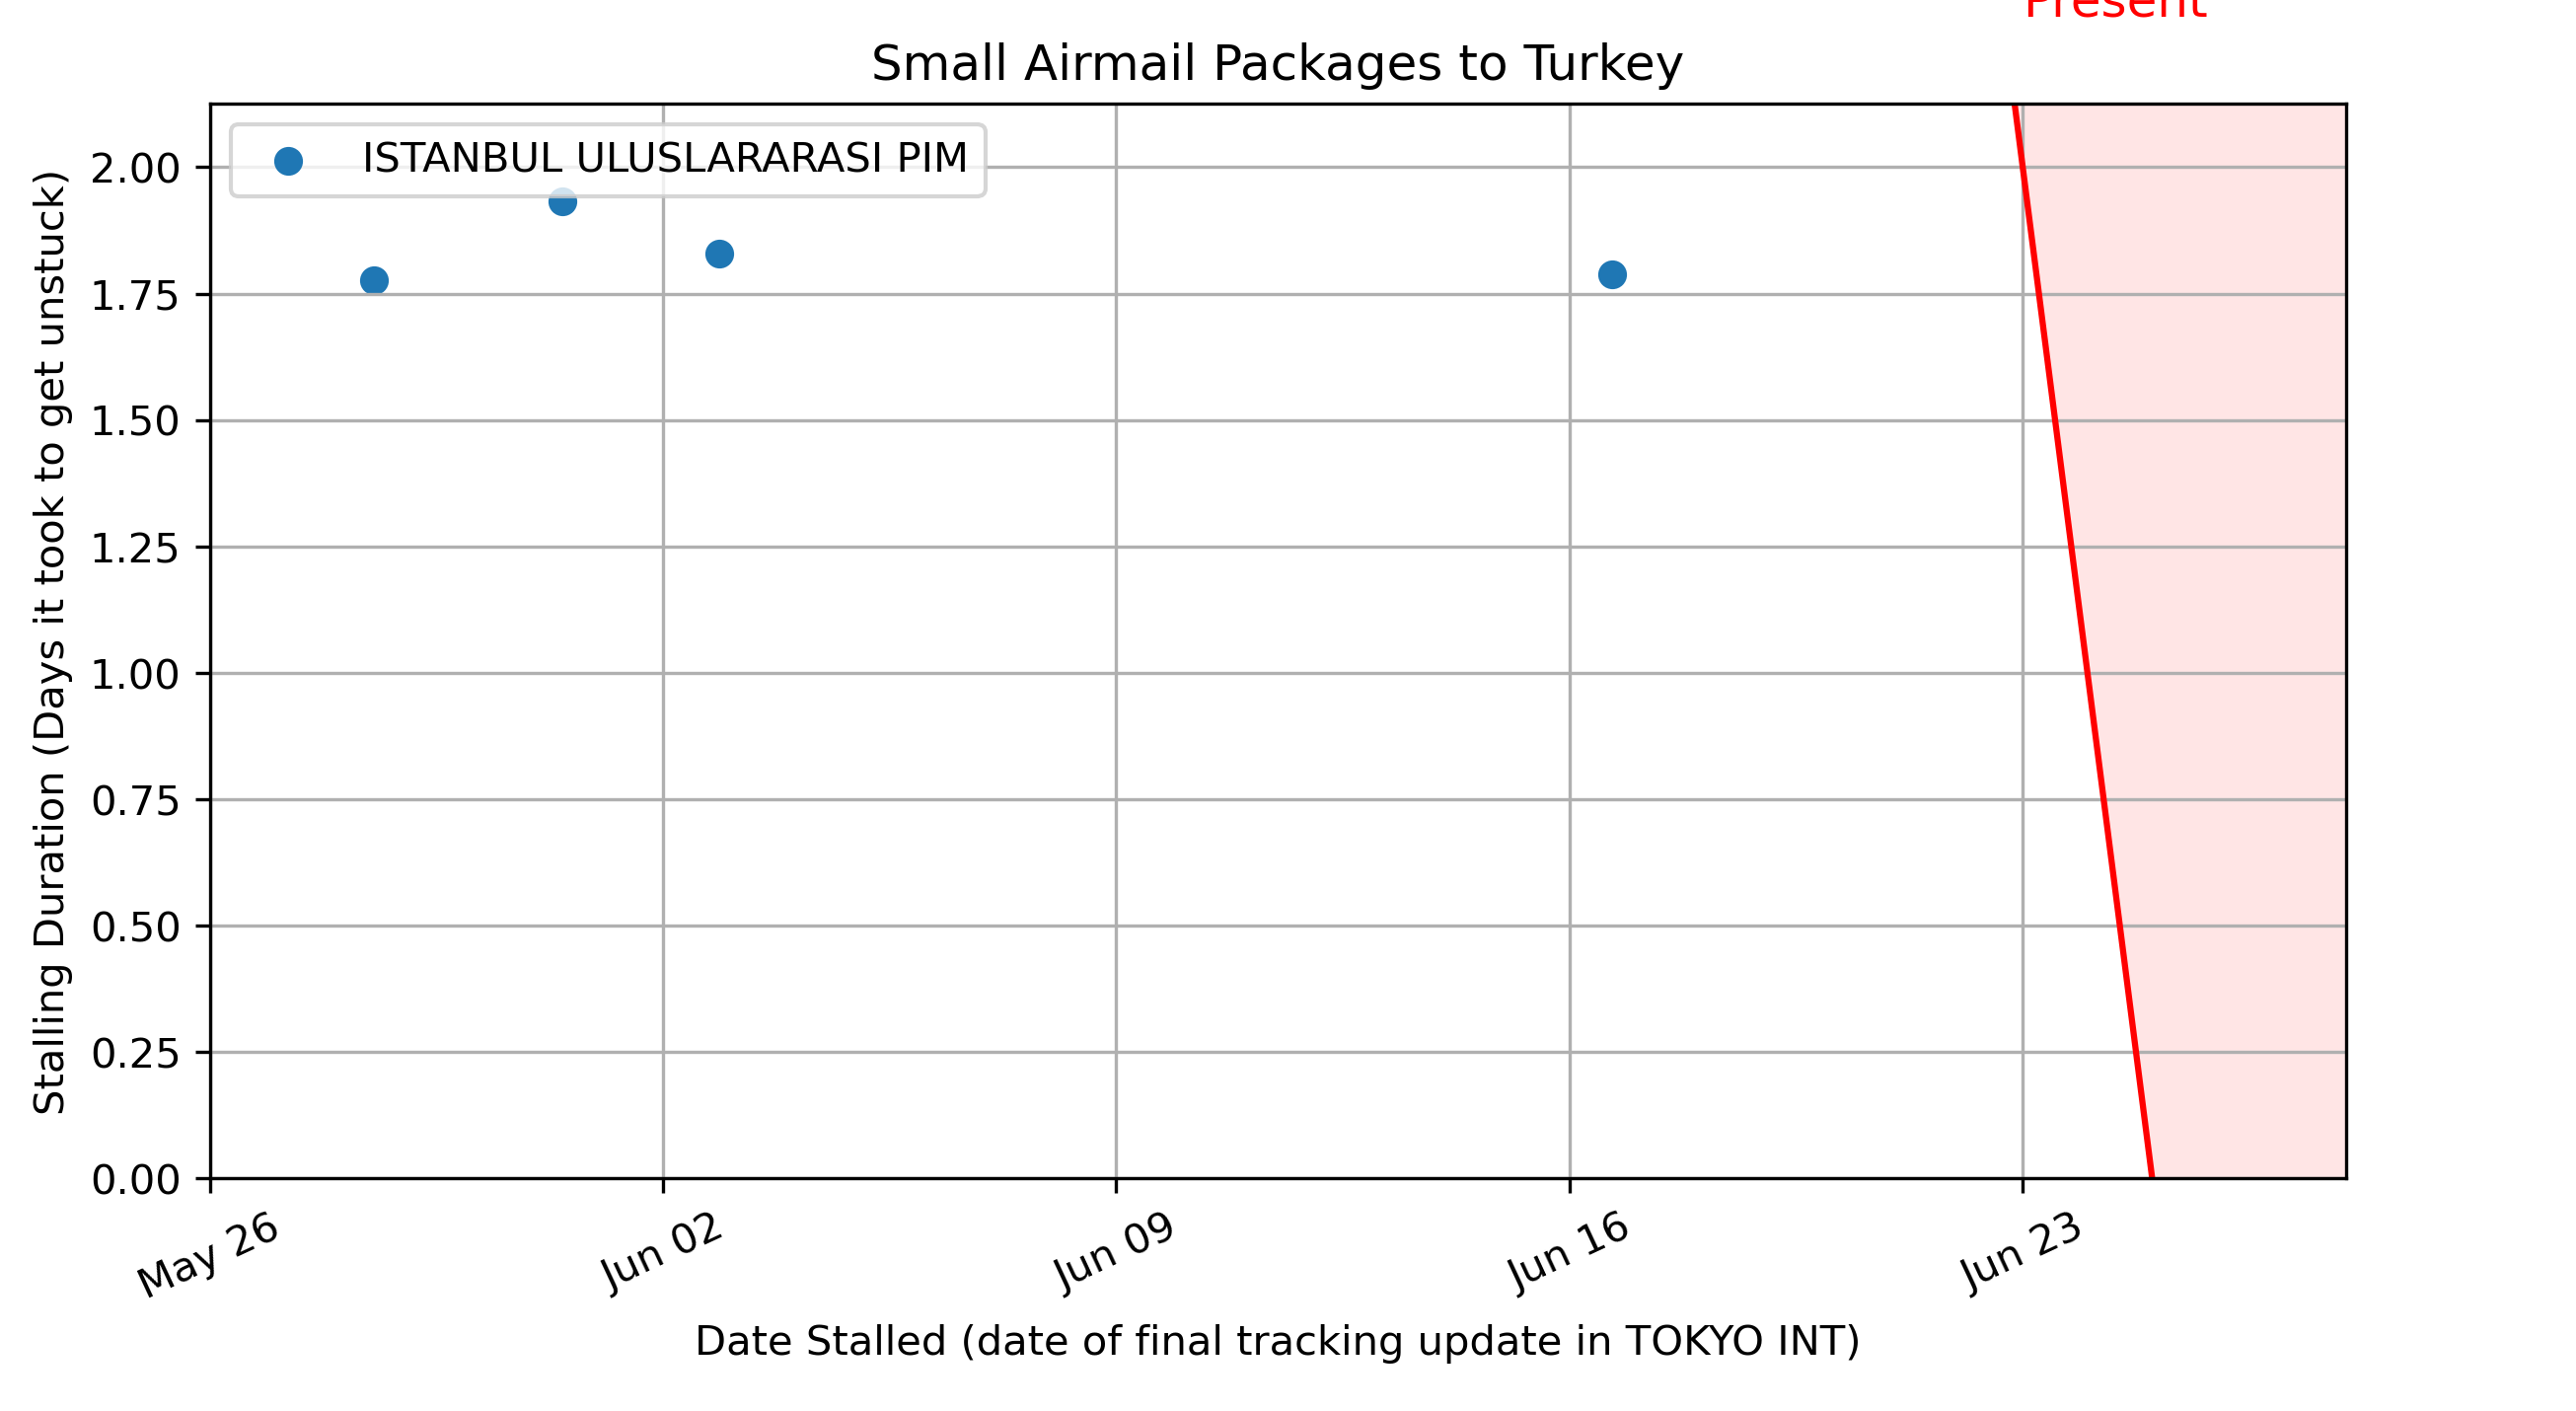 Present
Small Airmail Packages to Turkey
ISTANBUL ULUSLARARASI PIM
Stalling Duration (Days it took to get unstuck)
2.00
1.75
1.50
1.25
1.00
0.75
0.50
0.25
0.00
May 26
Jun 02
Jun 09
Jun 16
Jun 23
Date Stalled (date of final tracking update in TOKYO INT)